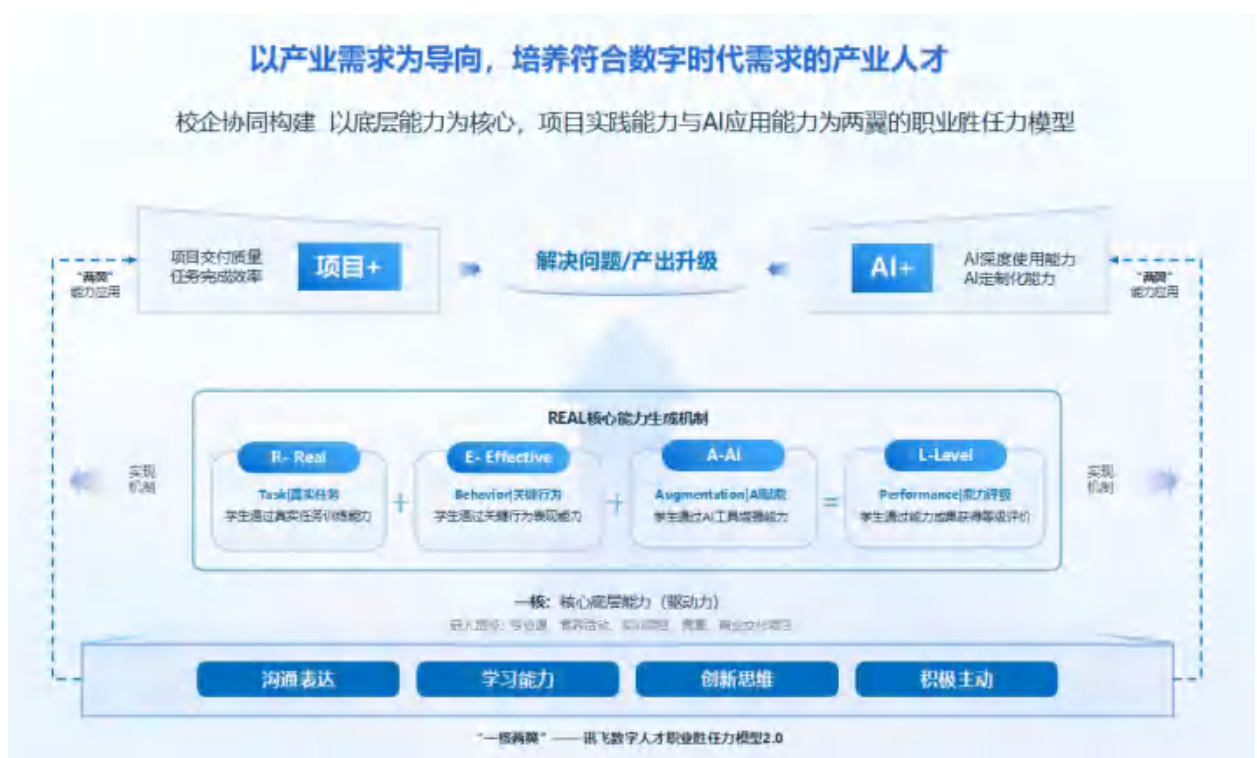 以产业需求为导向，培养符合数字时代需求的产业人才
校企协同构建 以底层能力为核心，项目实践能力与AI应用能力为两翼的职业胜任力模型
"两翼"
能力应用
项目交付质量
任务完成效率
项目+
解决问题/产出升级
AI+
AI深度使用能力
AI定制化能力
"两翼"
能力应用
REAL核心能力生成机制
实现
机制
R- Real
Task|真实任务
学生通过真实任务训练能力
+
E- Effective
Behavior|关键行为
学生通过关键行为表现能力
+
A-AI
Augmentation|AI赋能
学生通过AI工具增强能力
=
L-Level
Performance|能力评级
学生通过能力成果获得等级评价
实现
机制
一核：核心底层能力（驱动力）
沟通表达
学习能力
创新思维
积极主动
"一核两翼" ——讯飞数字人才职业胜任力模型2.0